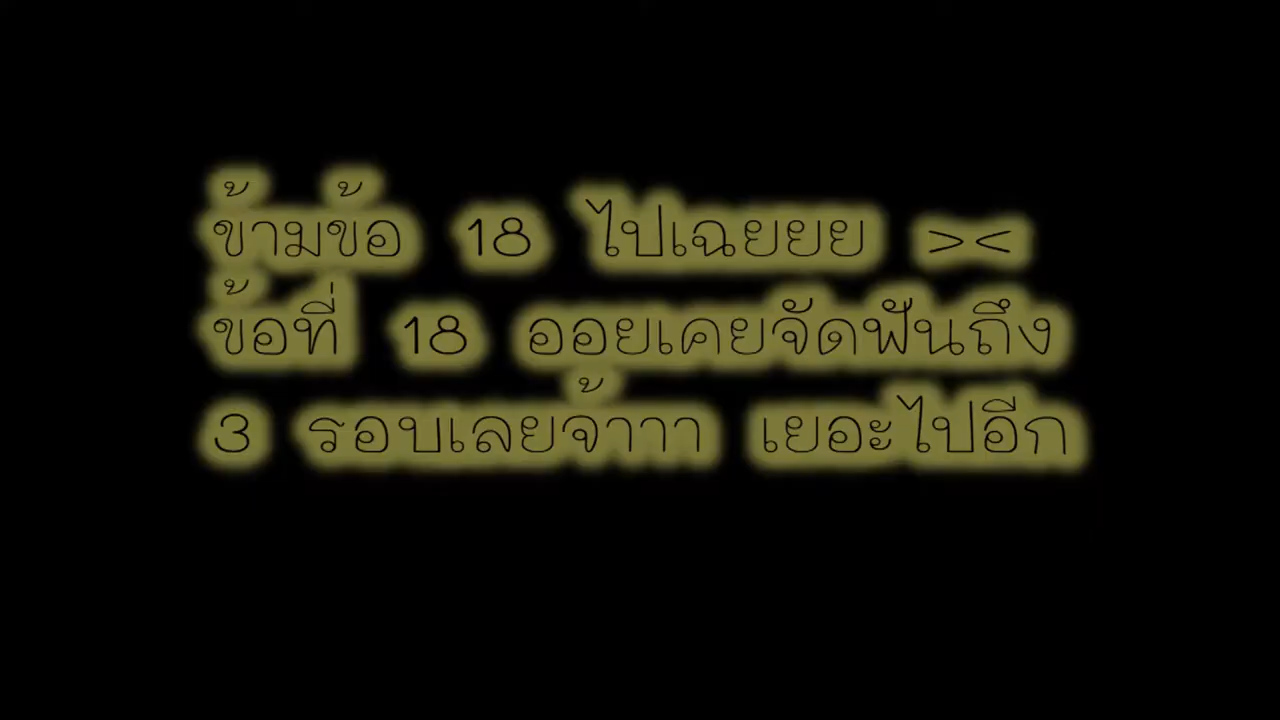 ข้ามข้อ 18 ไปเฉยยย ><
ข้อที่ 18 ออยเคยจัดฟันถึง
3 รอบเลยจ้าาา เยอะไปอีก